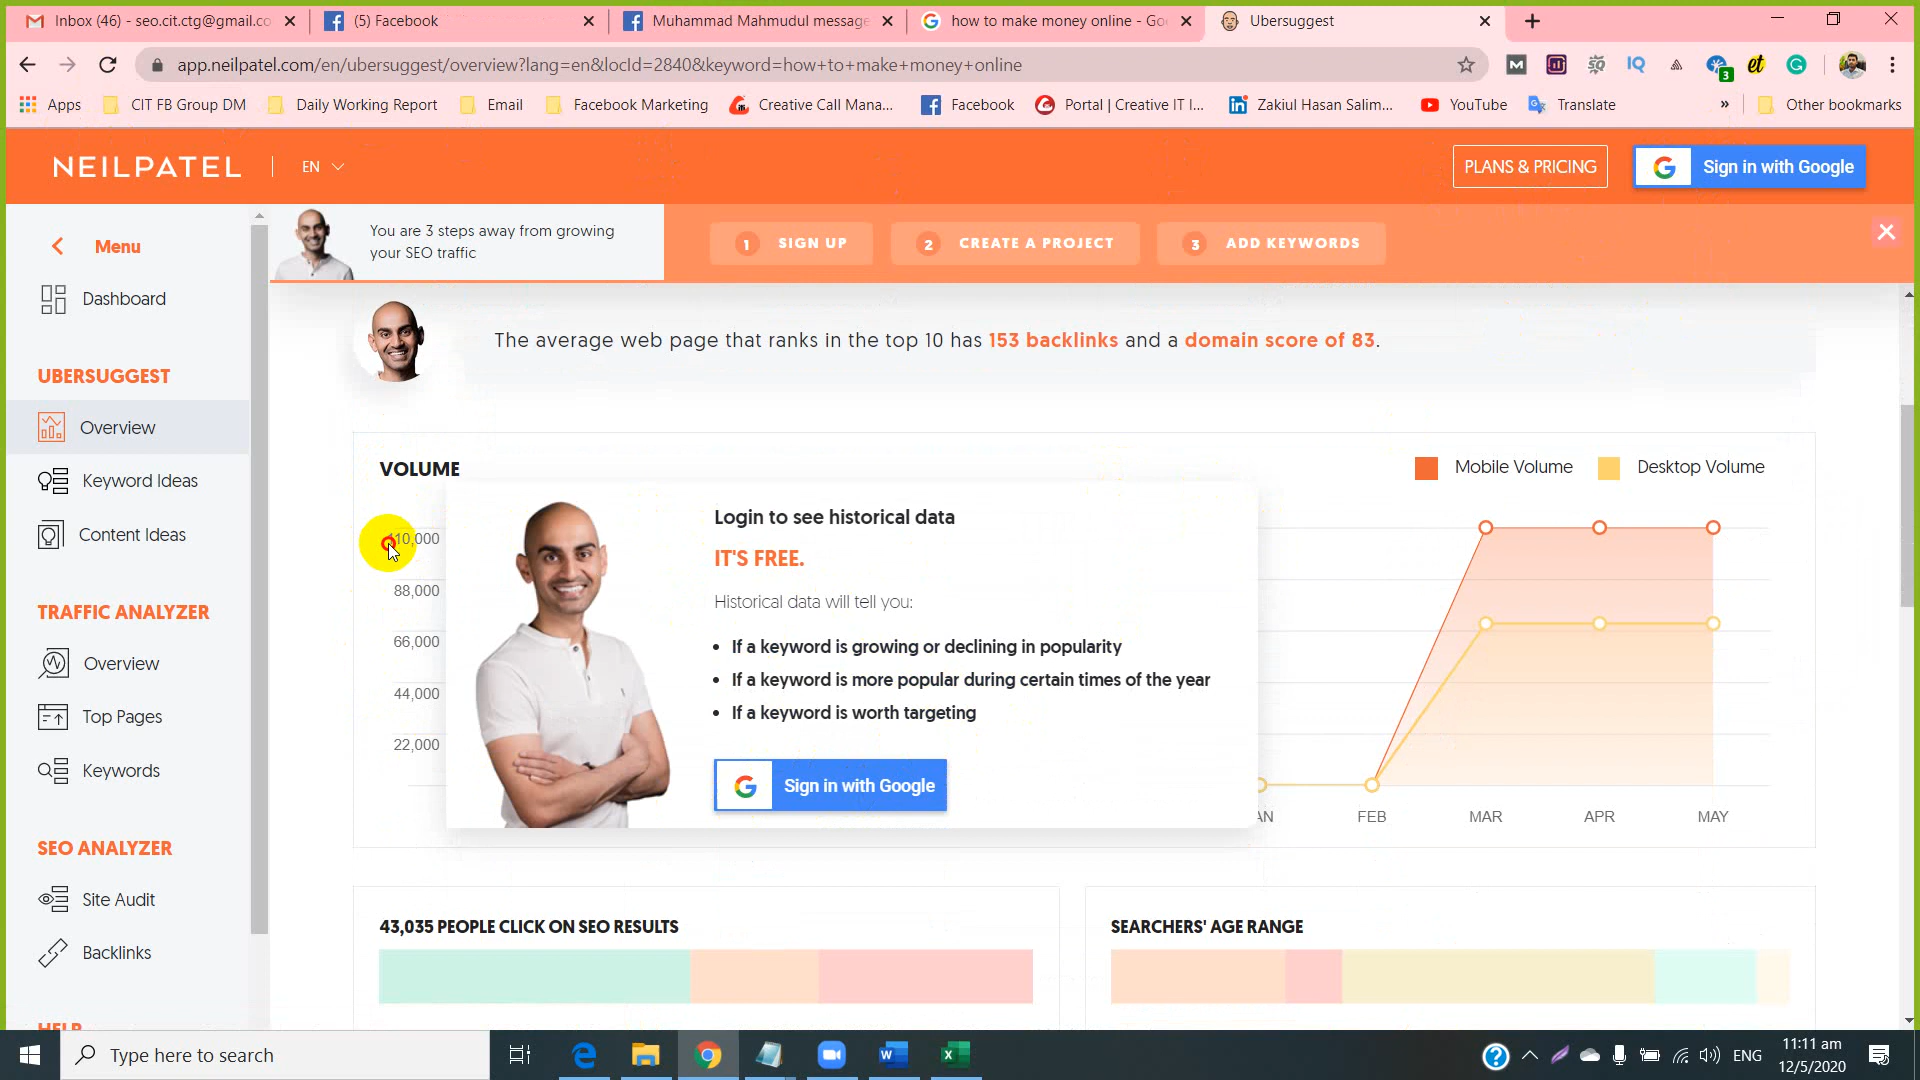 Inbox (46) - seo.cit.ctg@gmail.co
(5) Facebook
Muhammad Mahmudul message
how to make money online - Go
Ubersuggest
app.neilpatel.com/en/ubersuggest/overview?lang=en&locId=2840&keyword=how+to+make+money+online
3
Apps
CIT FB Group DM
Daily Working Report
Email
Facebook Marketing
Creative Call Mana...
Facebook
Portal | Creative IT I...
Zakiul Hasan Salim...
YouTube
Translate
»
Other bookmarks
NEILPATEL
EN
PLANS & PRICING
Sign in with Google
Menu
Dashboard
UBERSUGGEST
Overview
Keyword Ideas
Content Ideas
TRAFFIC ANALYZER
Overview
Top Pages
Keywords
SEO ANALYZER
Site Audit
Backlinks
HELP
You are 3 steps away from growing
your SEO traffic
1 SIGN UP
2 CREATE A PROJECT
3 ADD KEYWORDS
The average web page that ranks in the top 10 has 153 backlinks and a domain score of 83.
VOLUME
Mobile Volume
Desktop Volume
110,000
88,000
66,000
44,000
22,000
Login to see historical data
IT'S FREE.
Historical data will tell you:
• If a keyword is growing or declining in popularity
• If a keyword is more popular during certain times of the year
• If a keyword is worth targeting
Sign in with Google
AN
FEB
MAR
APR
MAY
43,035 PEOPLE CLICK ON SEO RESULTS
SEARCHERS' AGE RANGE
Type here to search
ENG
11:11 am
12/5/2020